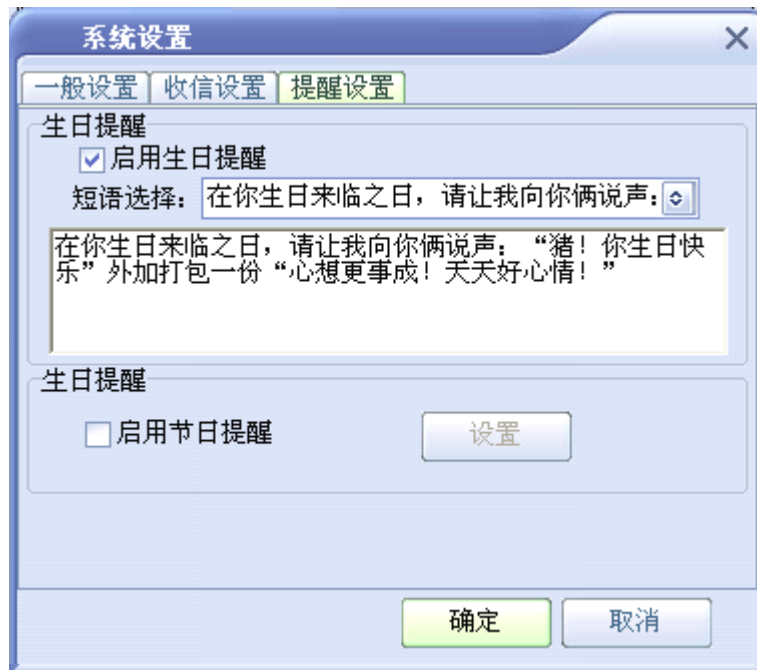 系统设置
一般设置 收信设置 提醒设置
生日提醒
启用生日提醒
短语选择: 在你生日来临之日，请让我向你俩说声:
在你生日来临之日，请让我向你俩说声: “猪! 你生日快
乐”外加打包一份“心想更事成! 天天好心情! ”
生日提醒
启用节日提醒 设置
确定 取消